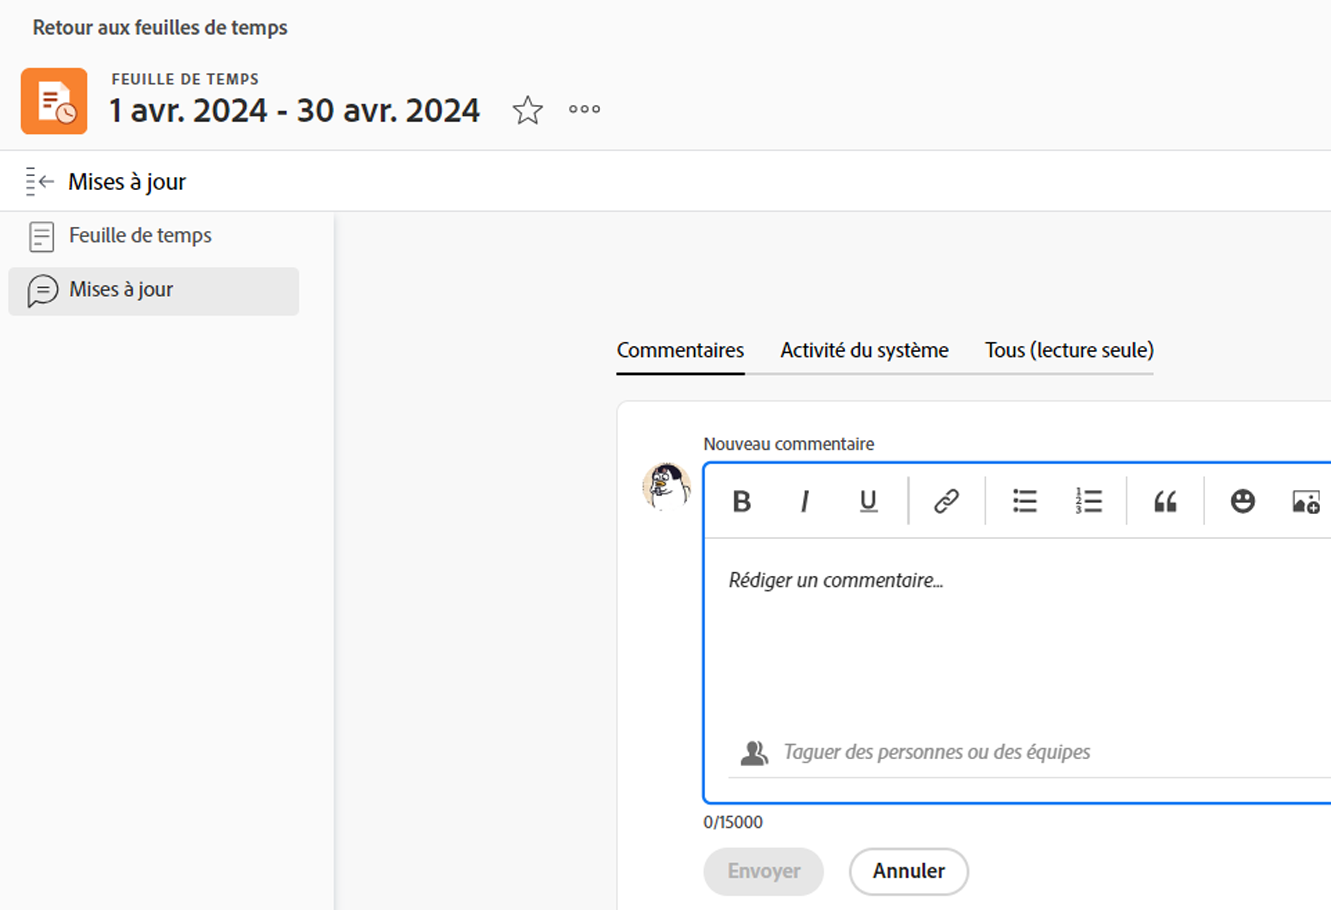 Retour aux feuilles de temps
FEUILLE DE TEMPS
1 avr. 2024 - 30 avr. 2024
Mises à jour
Feuille de temps
Mises à jour
Commentaires Activité du système Tous (lecture seule)
Nouveau commentaire
B I U
Rédiger un commentaire...
Taguer des personnes ou des équipes
0/15000
Envoyer Annuler